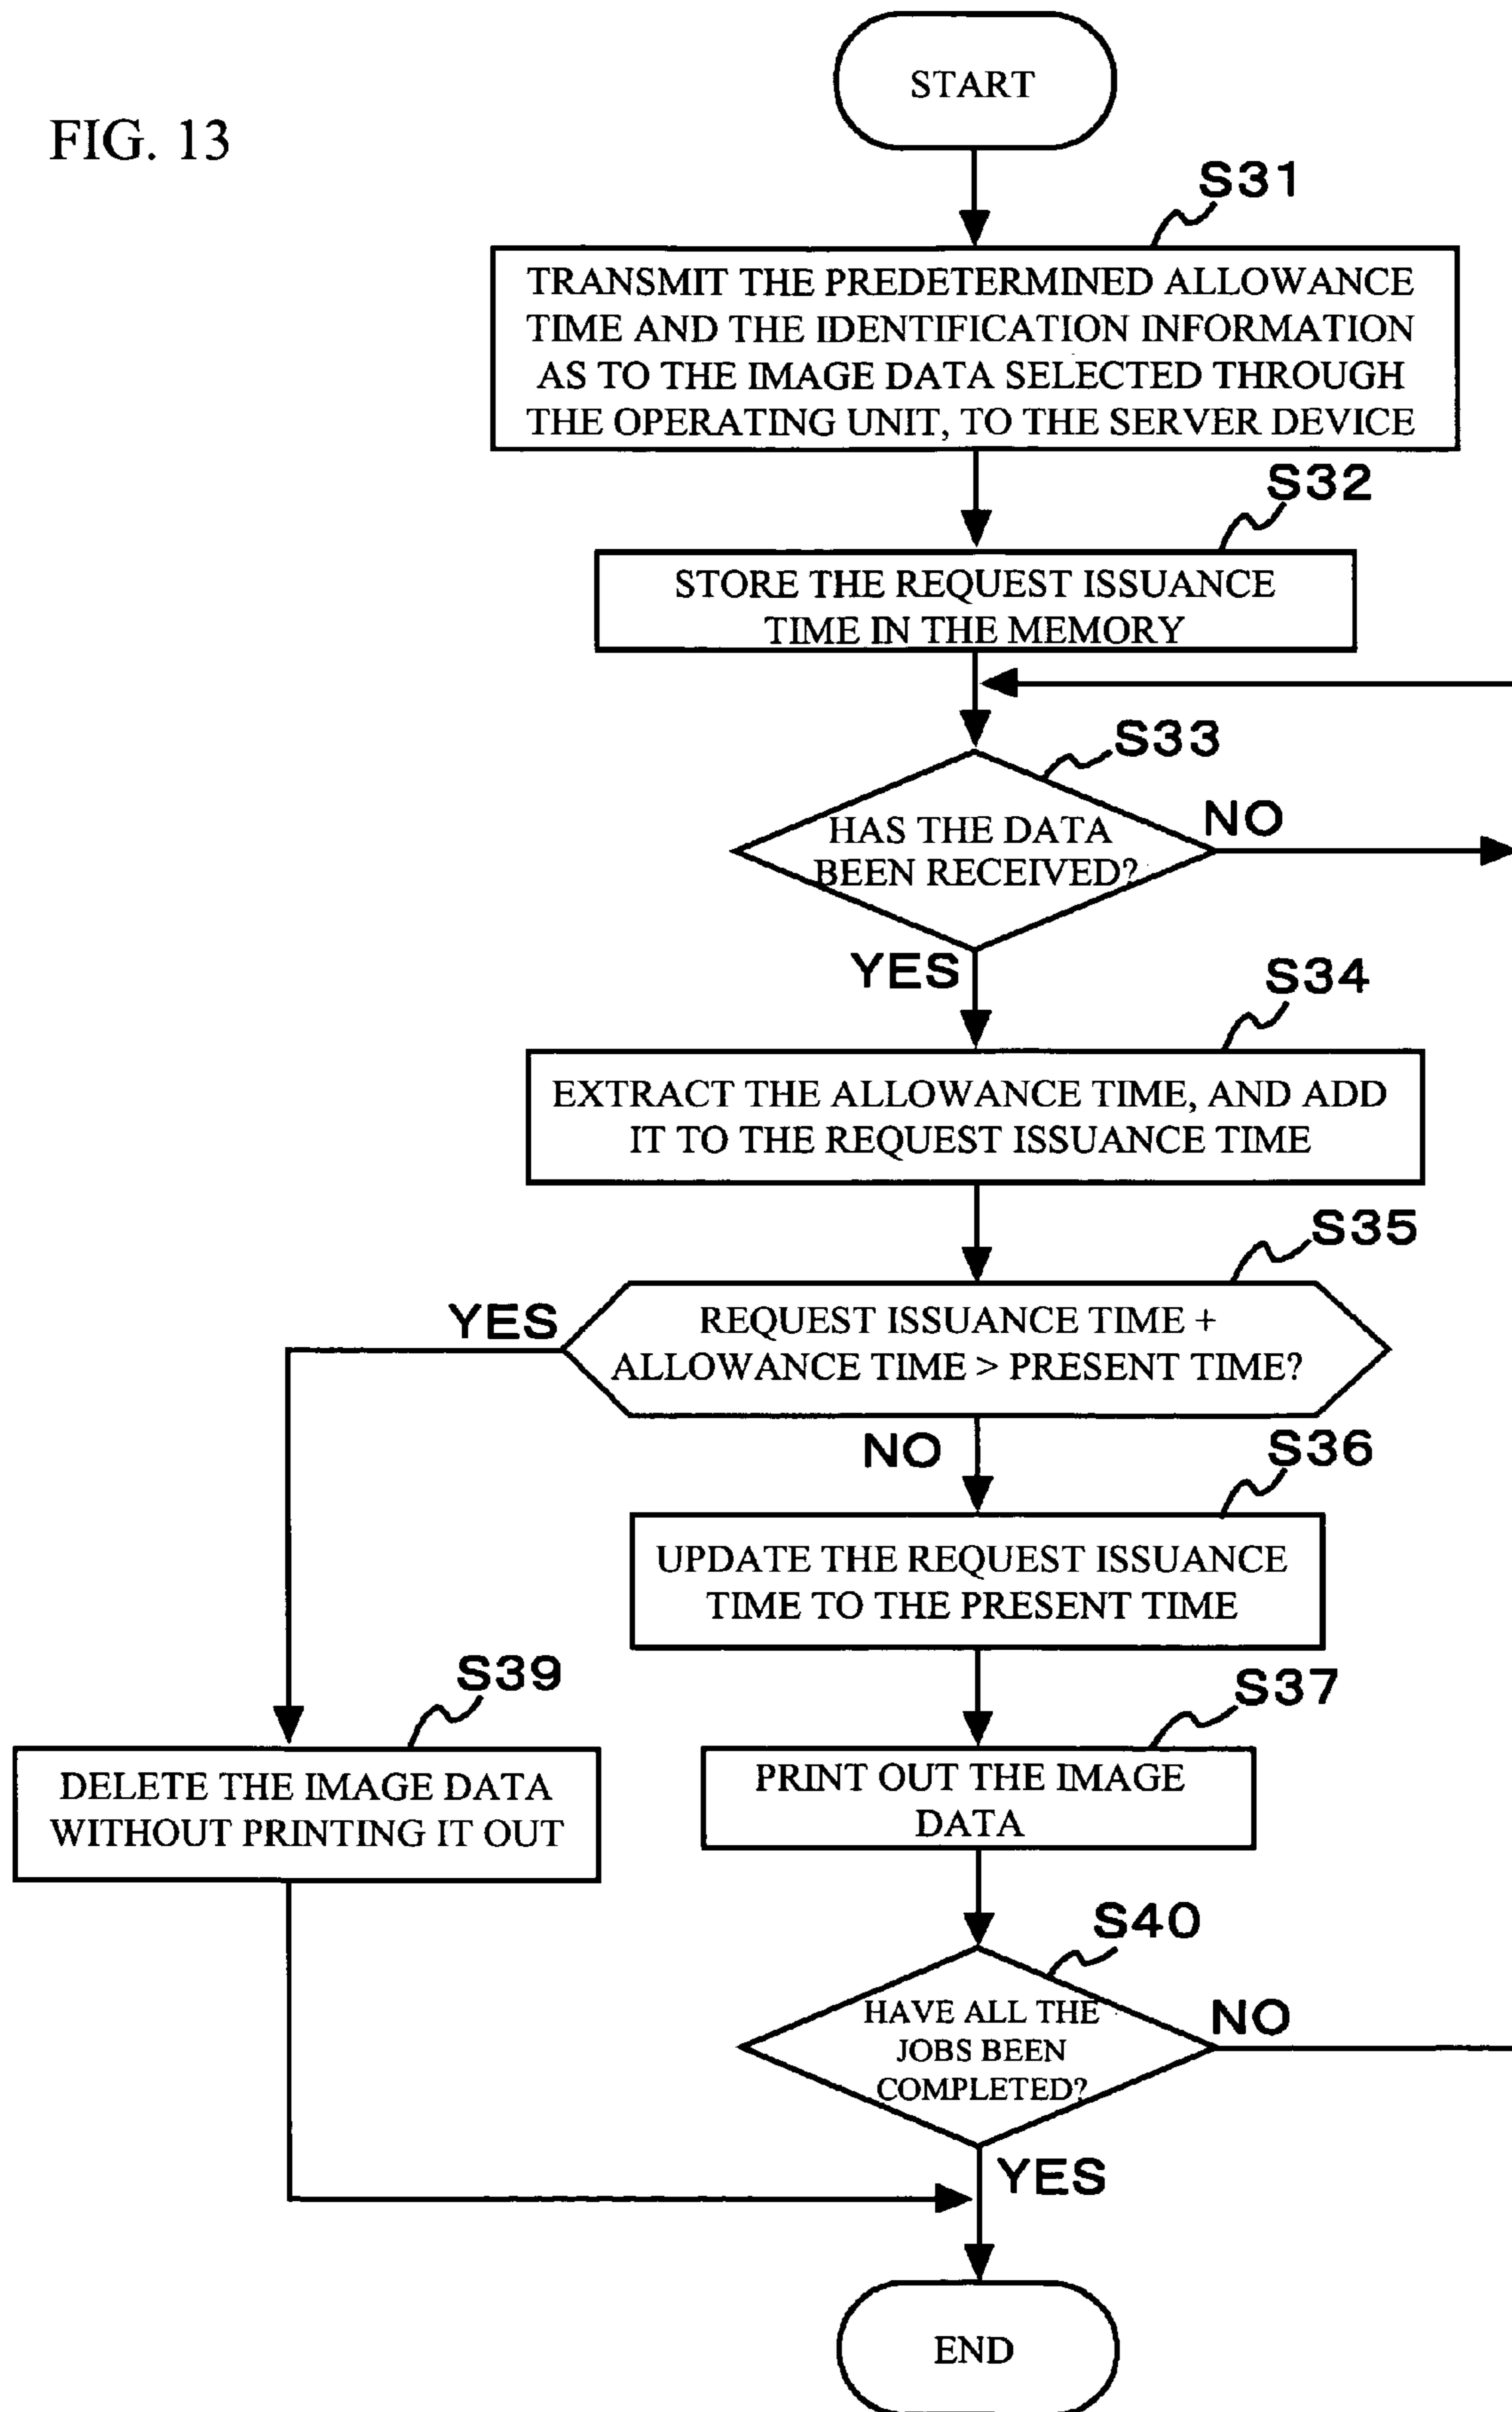 FIG. 13
START
S31
TRANSMIT THE PREDETERMINED ALLOWANCE
TIME AND THE IDENTIFICATION INFORMATION
AS TO THE IMAGE DATA SELECTED THROUGH
THE OPERATING UNIT, TO THE SERVER DEVICE
S32
STORE THE REQUEST ISSUANCE
TIME IN THE MEMORY
S33
HAS THE DATA
BEEN RECEIVED?
NO
YES
S34
EXTRACT THE ALLOWANCE TIME, AND ADD
IT TO THE REQUEST ISSUANCE TIME
S35
YES
REQUEST ISSUANCE TIME +
ALLOWANCE TIME > PRESENT TIME?
NO
S36
UPDATE THE REQUEST ISSUANCE
TIME TO THE PRESENT TIME
S39
DELETE THE IMAGE DATA
WITHOUT PRINTING IT OUT
S37
PRINT OUT THE IMAGE
DATA
S40
HAVE ALL THE
JOBS BEEN
COMPLETED?
NO
YES
END